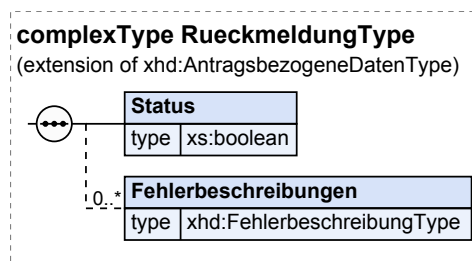 complexType RueckmeldungType
(extension of xhd:AntragsbezogeneDatenType)
Status
type xs:boolean
0..* Fehlerbeschreibungen
type xhd:FehlerbeschreibungType